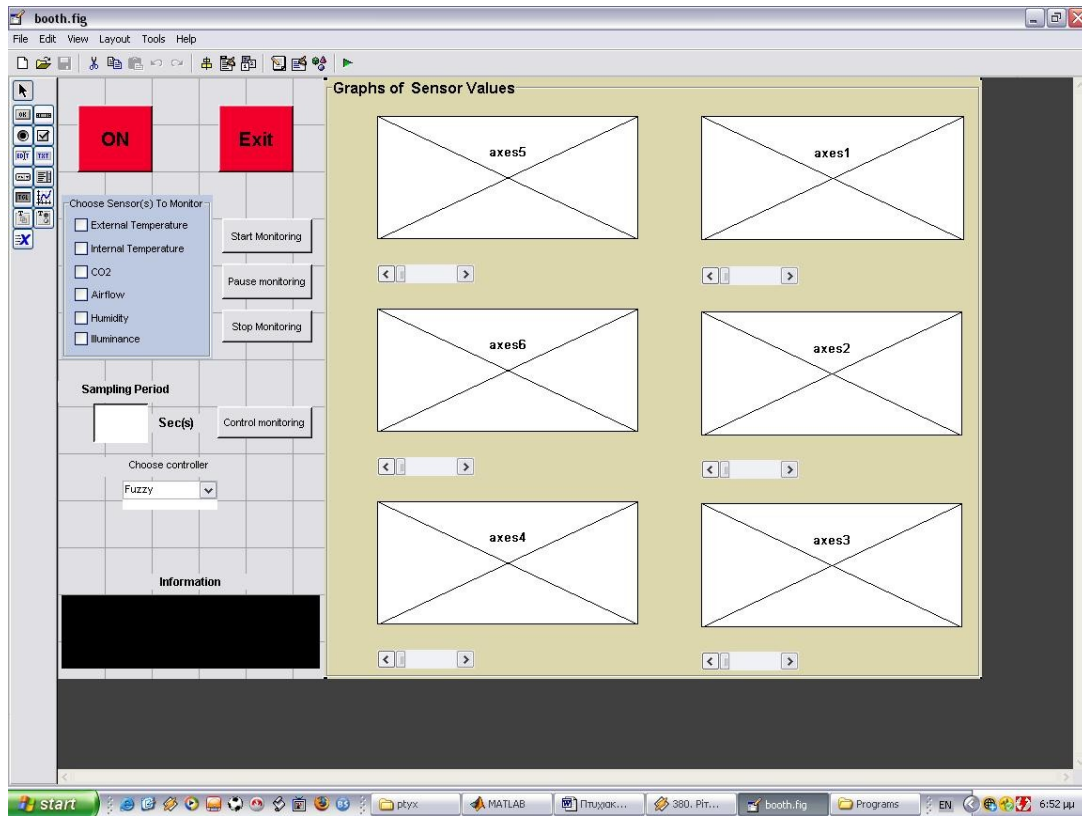 booth.fig
File Edit View Layout Tools Help
Graphs of Sensor Values
ON
Exit
Choose Sensor(s) To Monitor
External Temperature
Internal Temperature
CO2
Airflow
Humidity
Illuminance
Start Monitoring
Pause monitoring
Stop Monitoring
Sampling Period
Sec(s)
Control monitoring
Choose controller
Fuzzy
Information
axes5
axes1
axes6
axes2
axes4
axes3
start
ptyx
MATLAB
Πτυχιακ...
380. Ρίτ...
booth.fig
Programs
EN
6:52 μμ